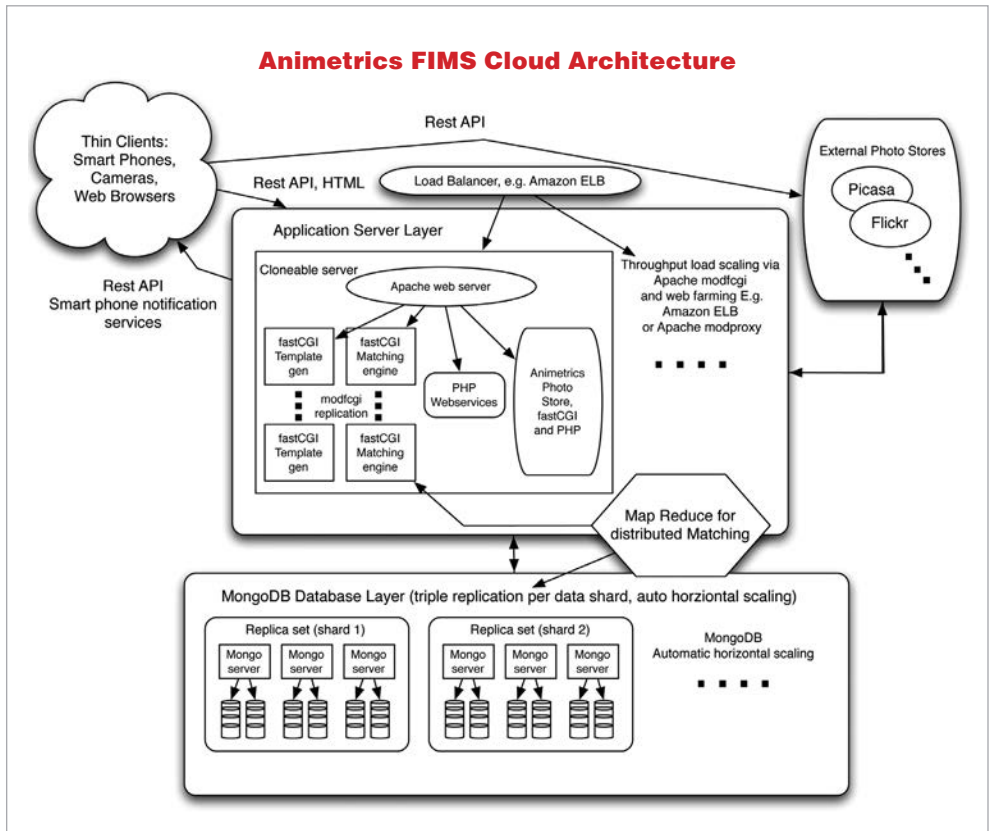 Animetrics FIMS Cloud Architecture
Thin Clients:
Smart Phones,
Cameras,
Web Browsers
Rest API
External Photo Stores
Picasa
Flickr
Rest API, HTML
Load Balancer, e.g. Amazon ELB
Application Server Layer
Rest API
Smart phone notification
services
Cloneable server
Apache web server
Throughput load scaling via
Apache modfcgi
and web farming E.g.
Amazon ELB
or Apache modproxy
fastCGI
Template
gen
fastCGI
Matching
engine
PHP
Webservices
Animetrics
Photo
Store,
fastCGI
and PHP
modfcgi
replication
fastCGI
Template
gen
fastCGI
Matching
engine
Map Reduce for
distributed Matching
MongoDB Database Layer (triple replication per data shard, auto horziontal scaling)
Replica set (shard 1)
Mongo
server
Mongo
server
Mongo
server
Replica set (shard 2)
Mongo
server
Mongo
server
Mongo
server
MongoDB
Automatic horizontal scaling